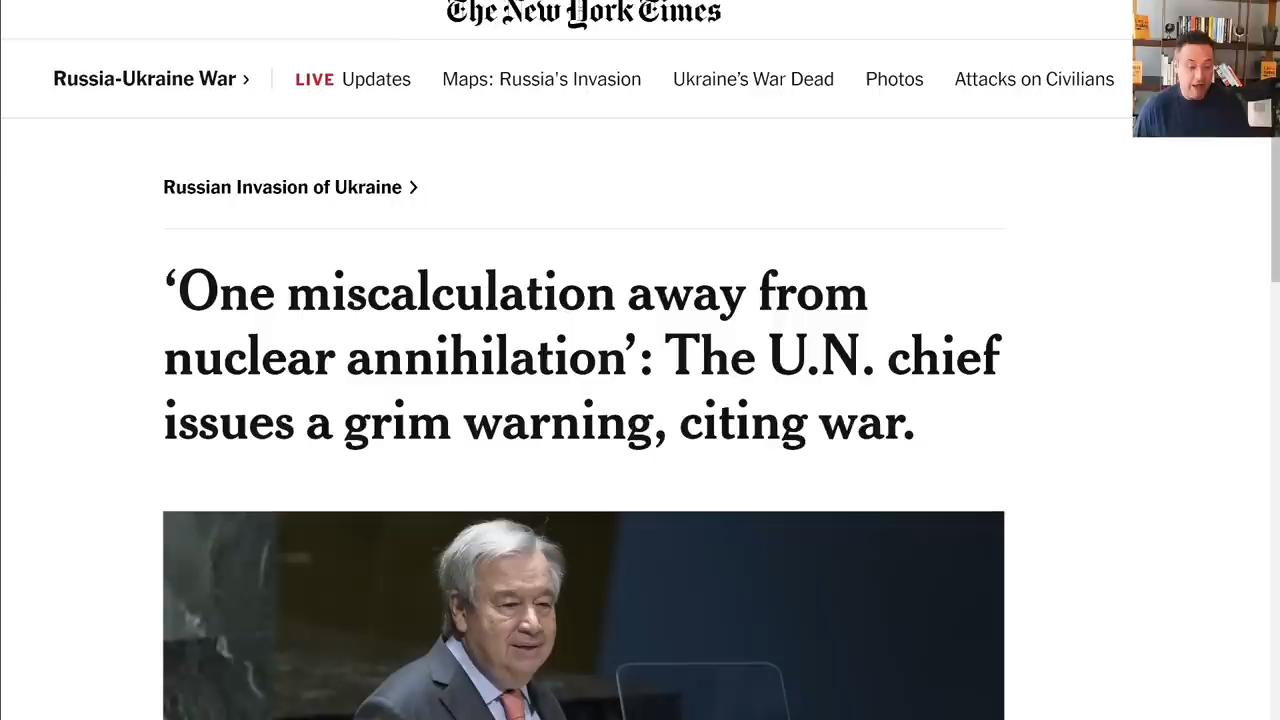 The New York Times
Russia-Ukraine War ›
LIVE Updates
Maps: Russia's Invasion
Ukraine's War Dead
Photos
Attacks on Civilians
Russian Invasion of Ukraine ›
‘One miscalculation away from
nuclear annihilation’: The U.N. chief
issues a grim warning, citing war.